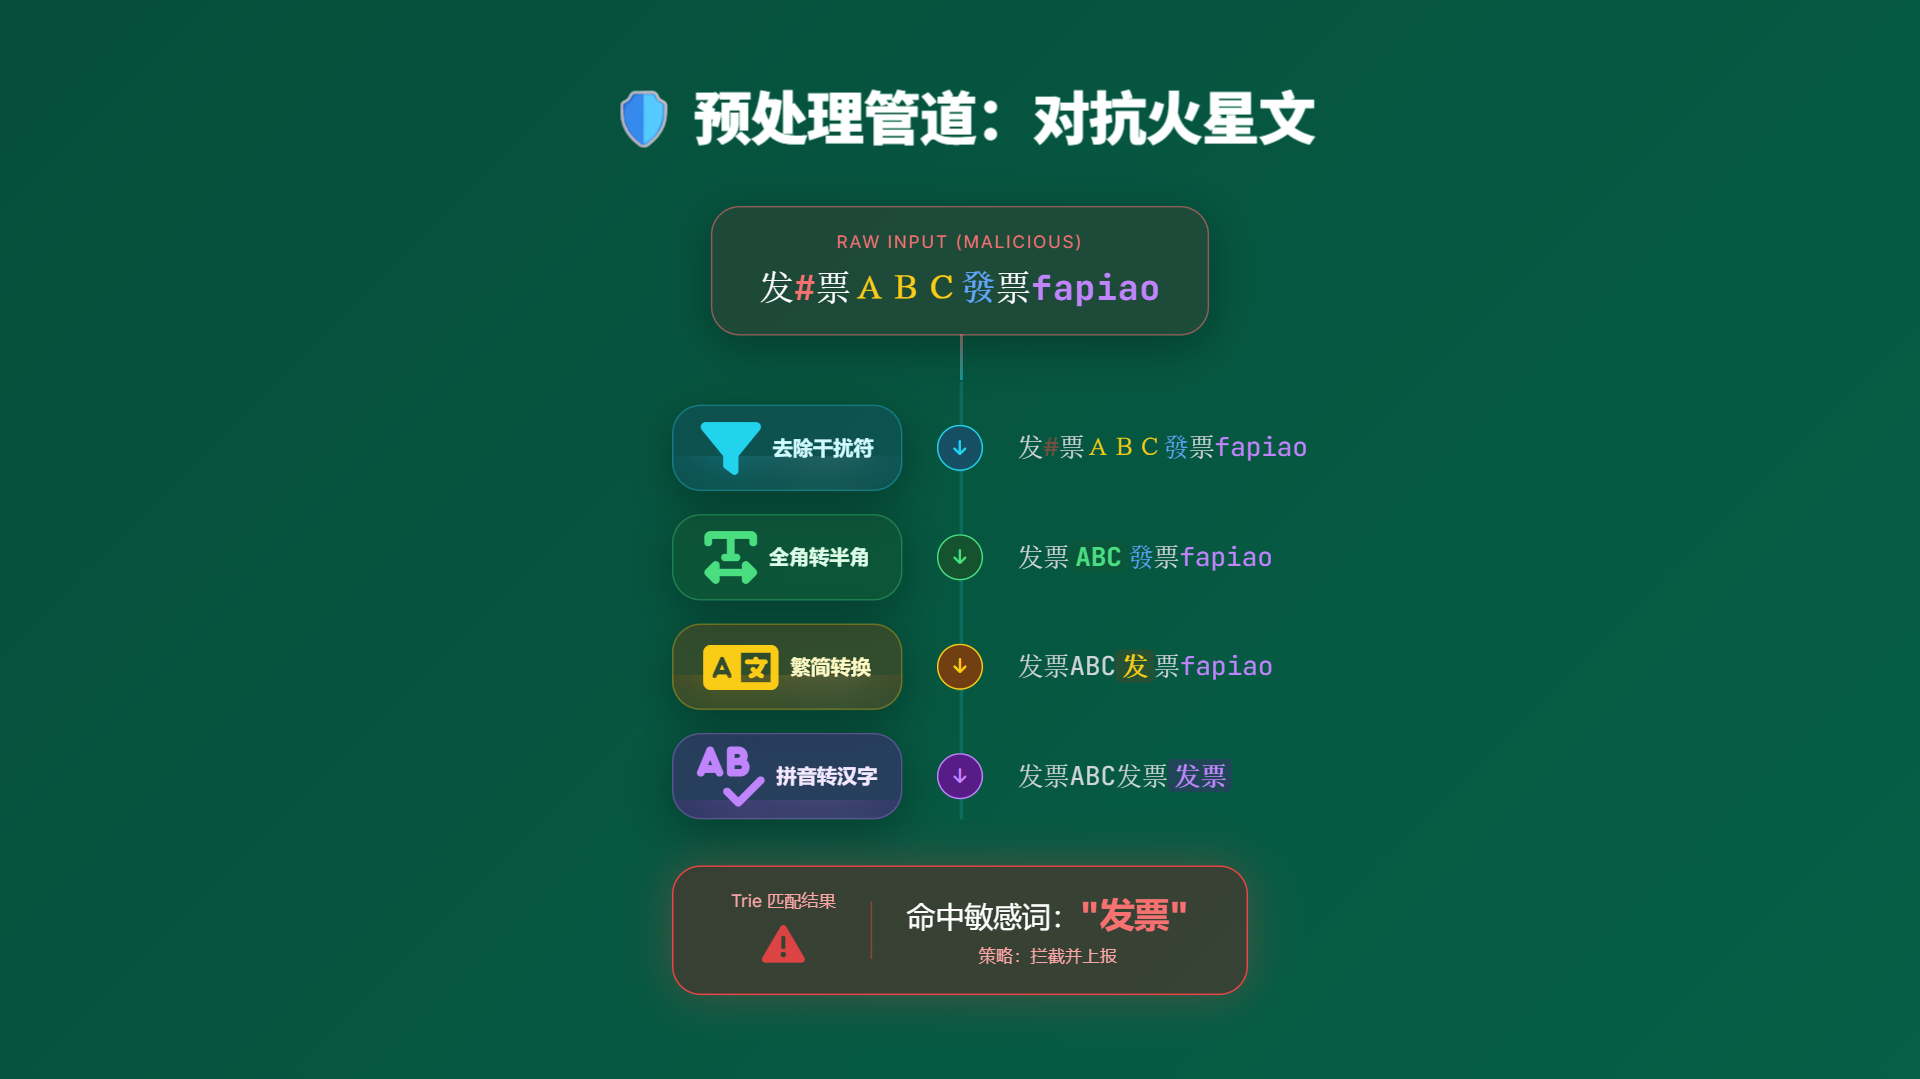 预处理管道：对抗火星文
RAW INPUT (MALICIOUS)
发#票ＡＢＣ發票fapiao
去除干扰符
发#票ＡＢＣ發票fapiao
全角转半角
发票ABC發票fapiao
A文 繁简转换
发票ABC发票fapiao
AB 拼音转汉字
发票ABC发票发票
Trie 匹配结果
命中敏感词："发票"
策略：拦截并上报